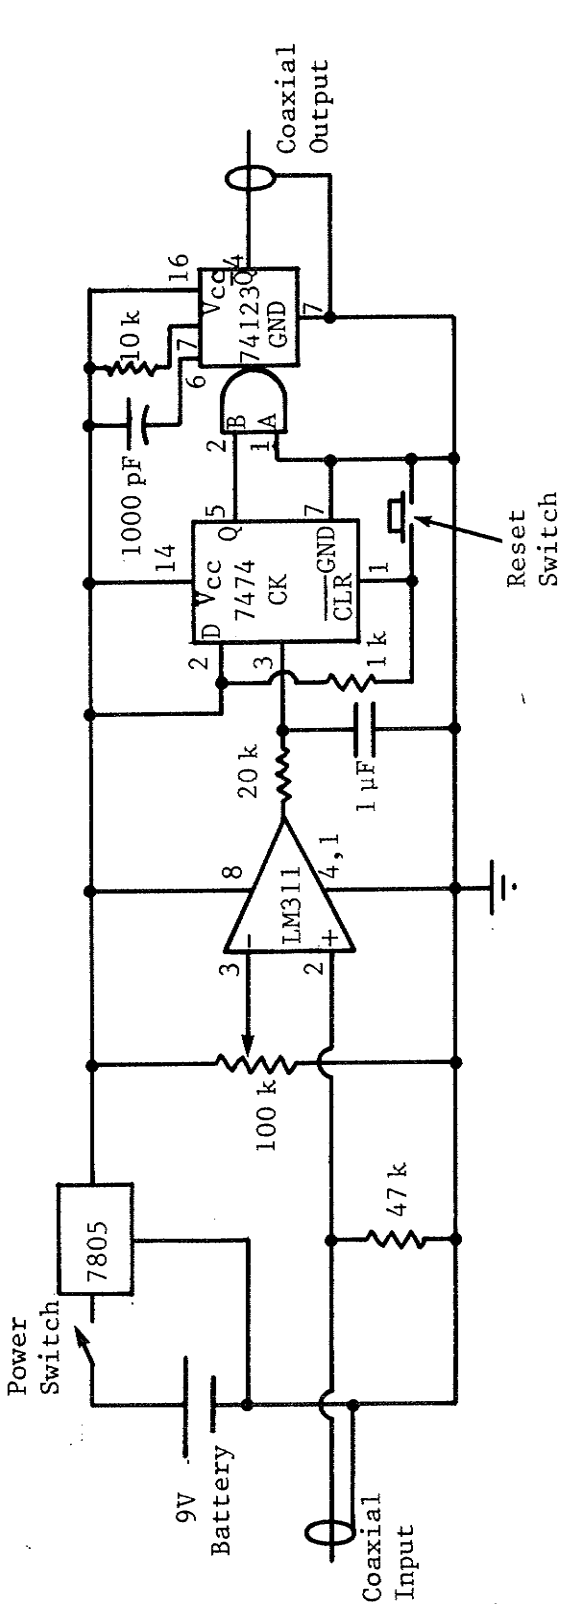 Power
Switch
7805
9V
Battery
Coaxial
Input
47 k
100 k
3
−
2
+
LM311
8
4,1
20 k
1 µF
2
D
3
14
Vcc
7474
CK
CLR
GND
Q
5
7
1
1 k
Reset
Switch
1000 pF
10 k
6
7
16
2
B
1
A
Vcc
74123
GND
Q
4
7
Coaxial
Output